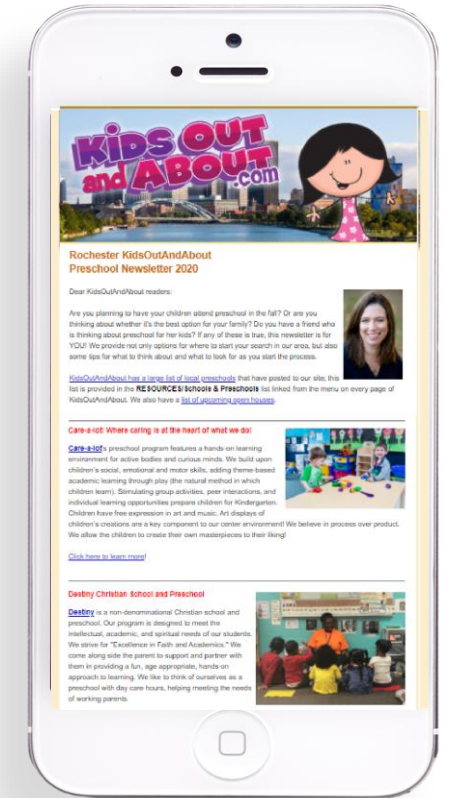 KiDS OUT
and ABOUT
.com
Rochester KidsOutAndAbout
Preschool Newsletter 2020
Dear KidsOutAndAbout readers:
Are you planning to have your children attend preschool in the fall? Or are you
thinking about whether it's the best option for your family? Do you have a friend who
is thinking about preschool for her kids? If any of these is true, this newsletter is for
YOU! We provide not only options for where to start your search in our area, but also
some tips for what to think about and what to look for as you start the process.
KidsOutAndAbout has a large list of local preschools that have posted to our site; this
list is provided in the RESOURCES/Schools & Preschools list linked from the menu on every page of
KidsOutAndAbout. We also have a list of upcoming open houses.
Care-a-lot! Where caring is at the heart of what we do!
Care-a-lot's preschool program features a hands on learning
environment for active bodies and curious minds. We build upon
children's social, emotional and motor skills, adding theme-based
academic learning through play (the natural method in which
children learn). Stimulating group activities, peer interactions, and
individual learning opportunities prepare children for Kindergarten.
Children have free expression in art and music. Art displays of
children's creations are a key component to our center environment! We believe in process over product.
We allow the children to create their own masterpieces to their liking!
Click here to learn more!
Destiny Christian School and Preschool
Destiny is a non-denominational Christian school and
preschool. Our program is designed to meet the
intellectual, academic, and spiritual needs of our students.
We strive for "Excellence in Faith and Academics." We
come along side the parent to support and partner with
them in providing a fun, age appropriate, hands-on
approach to learning. We like to think of ourselves as a
preschool with day care hours, helping meeting the needs
of working parents.